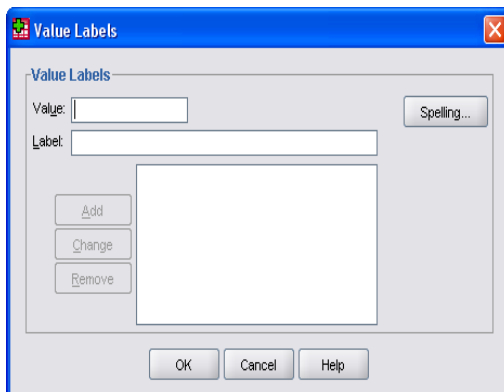 Value Labels
Value Labels
Value:
Spelling...
Label:
Add
Change
Remove
OK Cancel Help